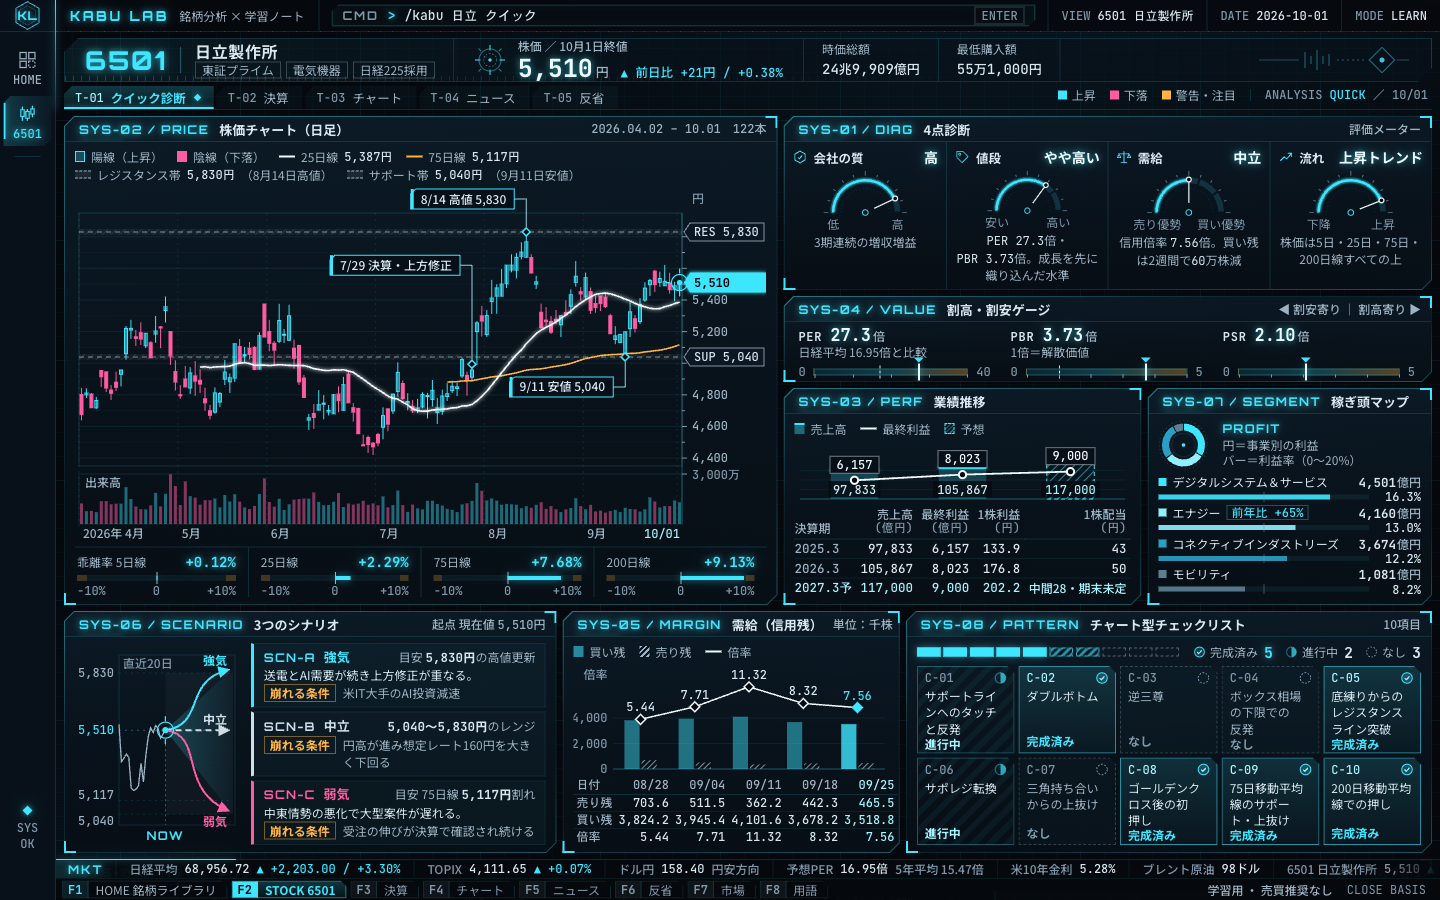 KL
KABU LAB 銘柄分析 × 学習ノート
CMD > /kabu 日立 クイック
ENTER
VIEW 6501 日立製作所
DATE 2026-10-01
MODE LEARN
HOME
6501
SYS OK
6501
日立製作所
東証プライム 電気機器 日経225採用
株価 ／ 10月1日終値
5,510円 ▲ 前日比 +21円 / +0.38%
時価総額
24兆9,909億円
最低購入額
55万1,000円
T-01 クイック診断 ◆
T-02 決算
T-03 チャート
T-04 ニュース
T-05 反省
上昇 下落 警告・注目
ANALYSIS QUICK ／ 10/01
SYS-02 / PRICE 株価チャート（日足）
2026.04.02 – 10.01 122本
陽線（上昇） 陰線（下落） 25日線 5,387円 75日線 5,117円
レジスタンス帯 5,830円 （8月14日高値） サポート帯 5,040円 （9月11日安値）
8/14 高値 5,830
7/29 決算・上方修正
9/11 安値 5,040
円
RES 5,830
5,510
5,400
5,200
SUP 5,040
4,800
4,600
4,400
3,000万
出来高
2026年 4月 5月 6月 7月 8月 9月 10/01
乖離率 5日線 +0.12%
-10% 0 +10%
25日線 +2.29%
-10% 0 +10%
75日線 +7.68%
-10% 0 +10%
200日線 +9.13%
-10% 0 +10%
SYS-01 / DIAG 4点診断
評価メーター
会社の質 高
低 高
3期連続の増収増益
値段 やや高い
安い 高い
PER 27.3倍・
PBR 3.73倍。成長を先に
織り込んだ水準
需給 中立
売り優勢 買い優勢
信用倍率 7.56倍。買い残
は2週間で60万株減
流れ 上昇トレンド
下降 上昇
株価は5日・25日・75日・
200日線すべての上
SYS-04 / VALUE 割高・割安ゲージ
◀ 割安寄り | 割高寄り ▶
PER 27.3倍
日経平均 16.95倍と比較
0 40
PBR 3.73倍
1倍＝解散価値
0 5
PSR 2.10倍
0 5
SYS-03 / PERF 業績推移
売上高 最終利益 予想
6,157 8,023 9,000
97,833 105,867 117,000
決算期 売上高（億円） 最終利益（億円） 1株利益（円） 1株配当（円）
2025.3 97,833 6,157 133.9 43
2026.3 105,867 8,023 176.8 50
2027.3予 117,000 9,000 202.2 中間28・期末未定
SYS-07 / SEGMENT 稼ぎ頭マップ
PROFIT
円＝事業別の利益
バー＝利益率（0〜20%）
デジタルシステム＆サービス 4,501億円
16.3%
エナジー 前年比 +65% 4,160億円
13.0%
コネクティブインダストリーズ 3,674億円
12.2%
モビリティ 1,081億円
8.2%
SYS-06 / SCENARIO 3つのシナリオ
起点 現在値 5,510円
直近20日
5,830
5,510
5,117
5,040
強気
中立
弱気
NOW
SCN-A 強気 目安 5,830円の高値更新
送電とAI需要が続き上方修正が重なる。
崩れる条件 米IT大手のAI投資減速
SCN-B 中立 5,040〜5,830円のレンジ
崩れる条件 円高が進み想定レート160円を大き
く下回る
SCN-C 弱気 目安 75日線 5,117円割れ
中東情勢の悪化で大型案件が遅れる。
崩れる条件 受注の伸びが決算で確認され続ける
SYS-05 / MARGIN 需給（信用残）
単位：千株
買い残 売り残 倍率
倍率
4,000
2,000
0
5.44 7.71 11.32 8.32 7.56
日付 08/28 09/04 09/11 09/18 09/25
売り残 703.6 511.5 362.2 442.3 465.5
買い残 3,824.2 3,945.4 4,101.6 3,678.2 3,518.8
倍率 5.44 7.71 11.32 8.32 7.56
SYS-08 / PATTERN チャート型チェックリスト
10項目
完成済み 5 進行中 2 なし 3
C-01
サポートライ
ンへのタッチ
と反発
進行中
C-02
ダブルボトム
完成済み
C-03
逆三尊
なし
C-04
ボックス相場
の下限での
反発
なし
C-05
底練りからの
レジスタンス
ライン突破
完成済み
C-06
サポレジ転換
進行中
C-07
三角持ち合い
からの上抜け
なし
C-08
ゴールデンク
ロス後の初
押し
完成済み
C-09
75日移動平均
線のサポー
ト・上抜け
完成済み
C-10
200日移動平均
線での押し
完成済み
MKT 日経平均 68,956.72 ▲ +2,203.00 / +3.30% TOPIX 4,111.65 ▲ +0.07% ドル円 158.40 円安方向 予想PER 16.95倍 5年平均 15.47倍 米10年金利 5.28% ブレント原油 98ドル 6501 日立製作所 5,510
F1 HOME 銘柄ライブラリ F2 STOCK 6501 F3 決算 F4 チャート F5 ニュース F6 反省 F7 市場 F8 用語
学習用 ・ 売買推奨なし CLOSE BASIS